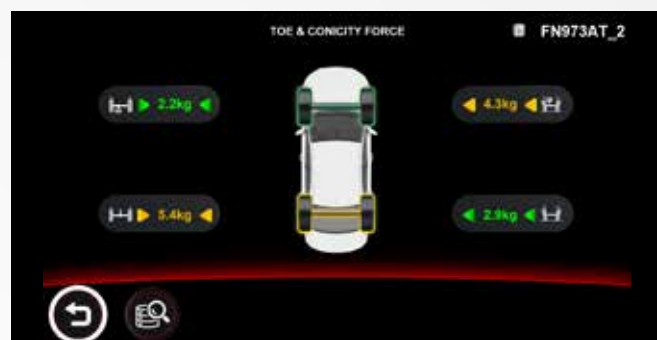 TOE & CONICITY FORCE
FN973AT_2
2.2kg
4.3kg
5.4kg
2.9kg